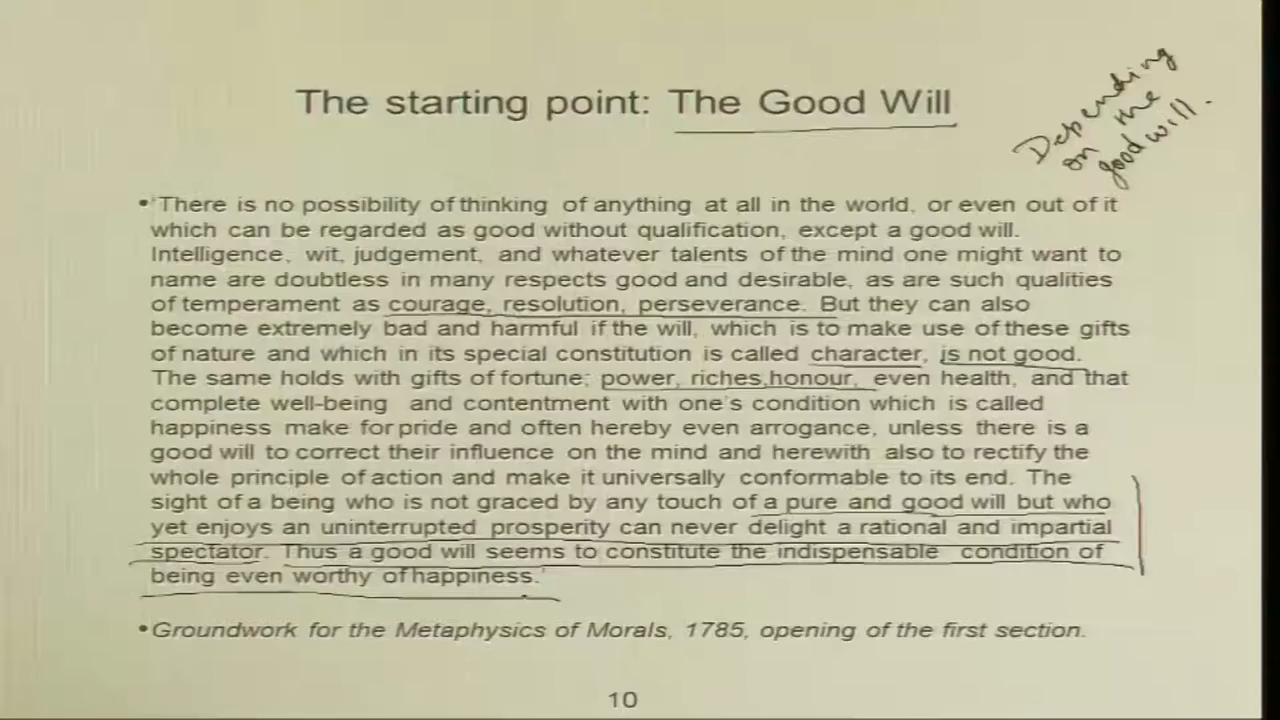 The starting point: The Good Will
Depending
on the
good will.
•'There is no possibility of thinking of anything at all in the world, or even out of it
which can be regarded as good without qualification, except a good will.
Intelligence, wit, judgement, and whatever talents of the mind one might want to
name are doubtless in many respects good and desirable, as are such qualities
of temperament as courage, resolution, perseverance. But they can also
become extremely bad and harmful if the will, which is to make use of these gifts
of nature and which in its special constitution is called character, is not good.
The same holds with gifts of fortune; power, riches,honour, even health, and that
complete well-being and contentment with one's condition which is called
happiness make for pride and often hereby even arrogance, unless there is a
good will to correct their influence on the mind and herewith also to rectify the
whole principle of action and make it universally conformable to its end. The
sight of a being who is not graced by any touch of a pure and good will but who
yet enjoys an uninterrupted prosperity can never delight a rational and impartial
spectator. Thus a good will seems to constitute the indispensable condition of
being even worthy of happiness.'
•Groundwork for the Metaphysics of Morals, 1785, opening of the first section.
10